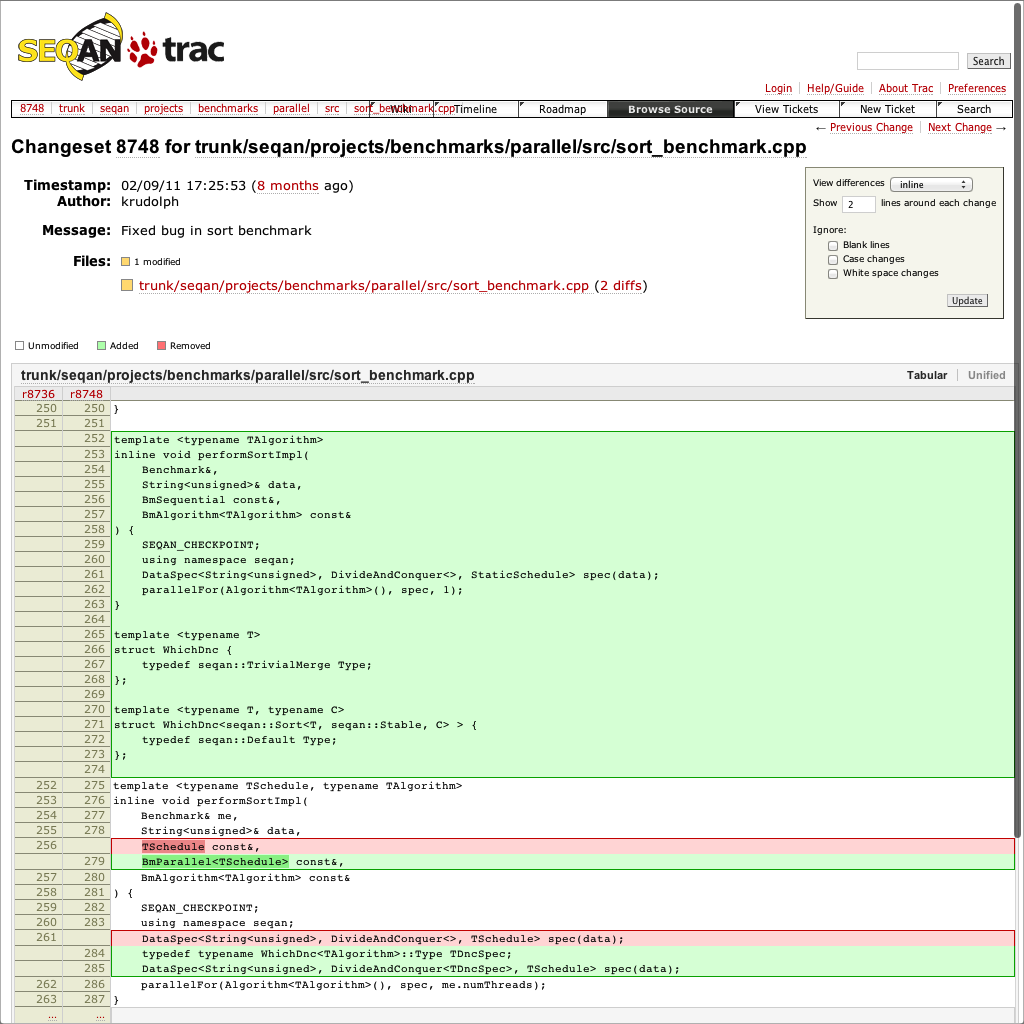 SEQAN trac
Search
Login Help/Guide About Trac Preferences
8748 trunk seqan projects benchmarks parallel src sort_benchmark.cpp Wiki Timeline Roadmap Browse Source View Tickets New Ticket Search
← Previous Change Next Change →
Changeset 8748 for trunk/seqan/projects/benchmarks/parallel/src/sort_benchmark.cpp
Timestamp: 02/09/11 17:25:53 (8 months ago)
Author: krudolph
Message: Fixed bug in sort benchmark
Files: 1 modified
trunk/seqan/projects/benchmarks/parallel/src/sort_benchmark.cpp (2 diffs)
View differences inline
Show 2 lines around each change
Ignore:
Blank lines
Case changes
White space changes
Update
Unmodified Added Removed
trunk/seqan/projects/benchmarks/parallel/src/sort_benchmark.cpp Tabular Unified
r8736 r8748
250 250 }
251 251
252 template <typename TAlgorithm>
253 inline void performSortImpl(
254     Benchmark&,
255     String<unsigned>& data,
256     BmSequential const&,
257     BmAlgorithm<TAlgorithm> const&
258 ) {
259     SEQAN_CHECKPOINT;
260     using namespace seqan;
261     DataSpec<String<unsigned>, DivideAndConquer<>, StaticSchedule> spec(data);
262     parallelFor(Algorithm<TAlgorithm>(), spec, 1);
263 }
264
265 template <typename T>
266 struct WhichDnc {
267     typedef seqan::TrivialMerge Type;
268 };
269
270 template <typename T, typename C>
271 struct WhichDnc<seqan::Sort<T, seqan::Stable, C> > {
272     typedef seqan::Default Type;
273 };
274
252 275 template <typename TSchedule, typename TAlgorithm>
253 276 inline void performSortImpl(
254 277     Benchmark& me,
255 278     String<unsigned>& data,
256     TSchedule const&,
279     BmParallel<TSchedule> const&,
257 280     BmAlgorithm<TAlgorithm> const&
258 281 ) {
259 282     SEQAN_CHECKPOINT;
260 283     using namespace seqan;
261     DataSpec<String<unsigned>, DivideAndConquer<>, TSchedule> spec(data);
284     typedef typename WhichDnc<TAlgorithm>::Type TDncSpec;
285     DataSpec<String<unsigned>, DivideAndConquer<TDncSpec>, TSchedule> spec(data);
262 286     parallelFor(Algorithm<TAlgorithm>(), spec, me.numThreads);
263 287 }
… …